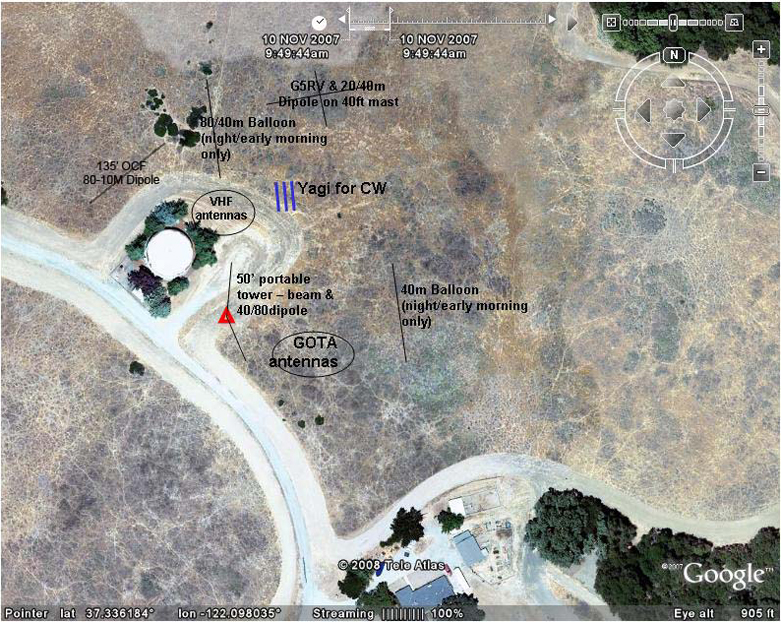 10 NOV 2007
9:49:44am
10 NOV 2007
9:49:44am
N
G5RV & 20/40m
Dipole on 40ft mast
80/40m Balloon
(night/early morning
only)
135' OCF
80-10M Dipole
Yagi for CW
VHF
antennas
50' portable
tower – beam &
40/80dipole
40m Balloon
(night/early morning
only)
GOTA
antennas
© 2008 Tele Atlas
©2007 Google™
Pointer lat 37.336184° lon -122.098035° Streaming |||||||||| 100% Eye alt 905 ft